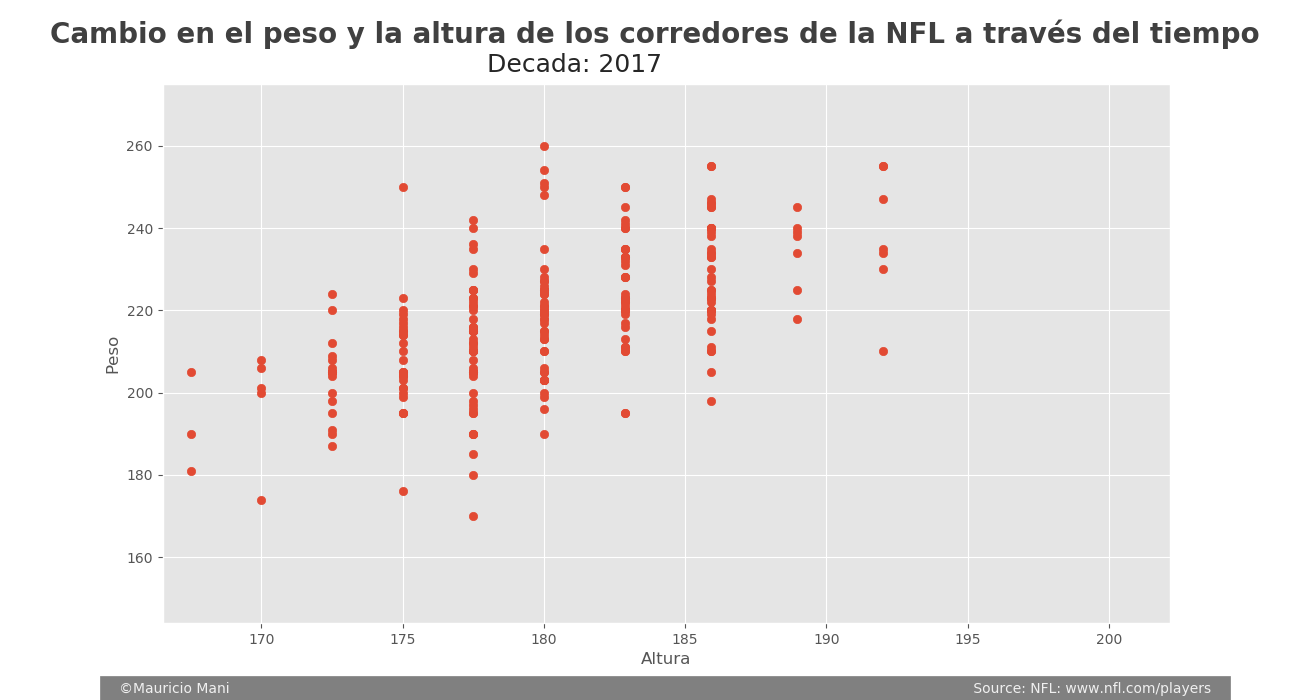 Cambio en el peso y la altura de los corredores de la NFL a través del tiempo
Decada: 2017
260
240
220
200
180
160
Peso
170 175 180 185 190 195 200
Altura
©Mauricio Mani Source: NFL: www.nfl.com/players